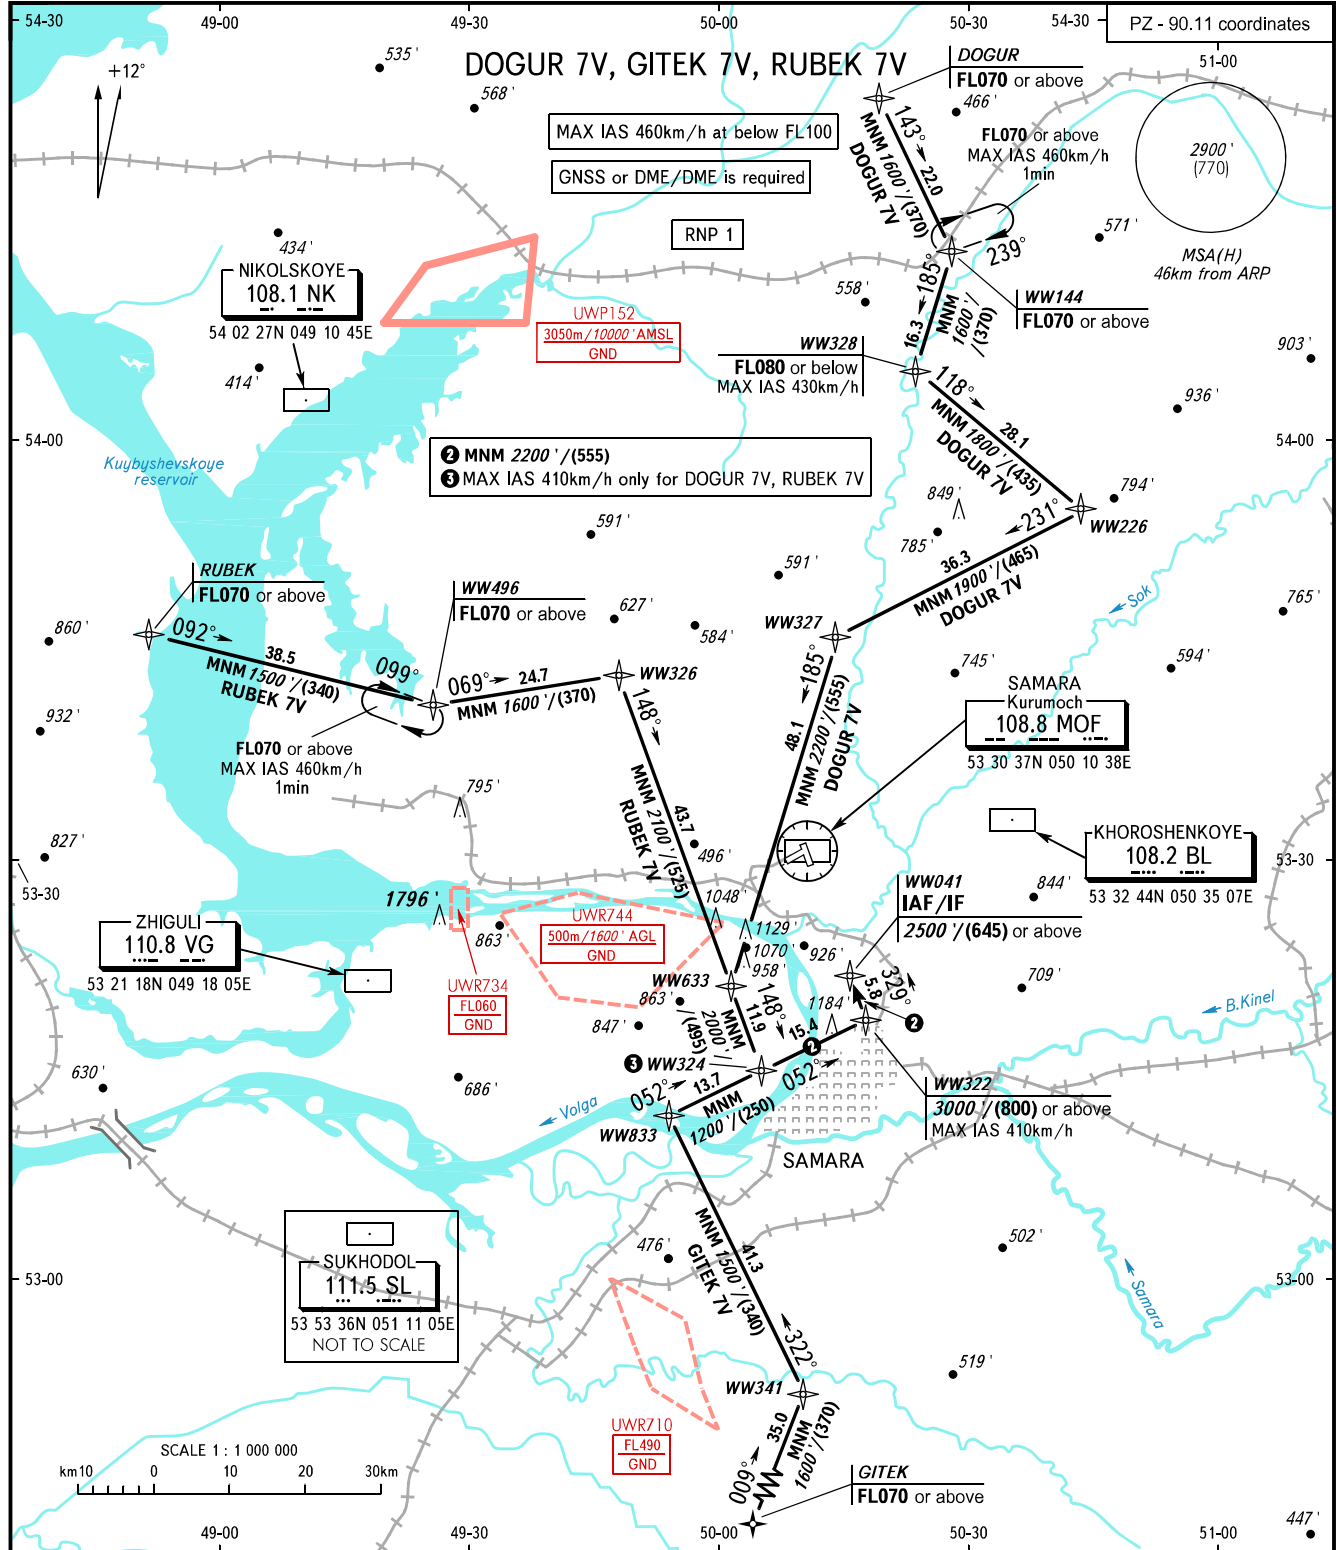 54-30
49-00
49-30
50-00
50-30
54-30
PZ - 90.11 coordinates
51-00
+12°
535 '
568 '
DOGUR 7V, GITEK 7V, RUBEK 7V
DOGUR
FL070 or above
466 '
MAX IAS 460km/h at below FL100
GNSS or DME/DME is required
RNP 1
143°
22.0
MNM 1600 '/(370)
DOGUR 7V
FL070 or above
MAX IAS 460km/h
1min
239°
2900 '
(770)
MSA(H)
46km from ARP
571 '
434 '
NIKOLSKOYE
108.1 NK
54 02 27N 049 10 45E
414 '
UWP152
3050m/10000 ' AMSL
GND
558 '
185°
16.3
MNM
1600 '/
(370)
WW144
FL070 or above
WW328
FL080 or below
MAX IAS 430km/h
903 '
936 '
118°
28.1
MNM 1800 '/(435)
DOGUR 7V
54-00
54-00
Kuybyshevskoye
reservoir
2 MNM 2200 '/(555)
3 MAX IAS 410km/h only for DOGUR 7V, RUBEK 7V
849 '
794 '
785 '
231°
WW226
36.3
MNM 1900 '/(465)
DOGUR 7V
591 '
591 '
Sok
765 '
RUBEK
FL070 or above
WW496
FL070 or above
627 '
584 '
WW327
860 '
092°
38.5
MNM 1500 '/(340)
RUBEK 7V
099°
069°
24.7
MNM 1600 '/(370)
WW326
185°
48.1
MNM 2200 '/(555)
DOGUR 7V
745 '
594 '
SAMARA
Kurumoch
108.8 MOF
53 30 37N 050 10 38E
932 '
FL070 or above
MAX IAS 460km/h
1min
148°
43.7
MNM 2100 '/(525)
RUBEK 7V
795 '
827 '
53-30
496 '
KHOROSHENKOYE
108.2 BL
53 32 44N 050 35 07E
53-30
WW041
IAF/IF
2500 '/(645) or above
844 '
1796 '
863 '
UWR744
500m/1600 ' AGL
GND
1048 '
1129 '
1070 '
958 '
926 '
ZHIGULI
110.8 VG
53 21 18N 049 18 05E
UWR734
FL060
GND
WW633
863 '
847 '
148°
11.9
MNM
2000 '
/(495)
1184 '
5.8
329°
2
709 '
B.Kinel
15.4
2
3 WW324
052°
052°
13.7
MNM
1200 '/(250)
WW322
3000 '/(800) or above
MAX IAS 410km/h
630 '
686 '
Volga
WW833
SAMARA
SUKHODOL
111.5 SL
53 53 36N 051 11 05E
NOT TO SCALE
476 '
41.3
MNM 1500 '/(340)
GITEK 7V
322°
502 '
Samara
53-00
53-00
519 '
WW341
35.0
MNM
1600 '/(370)
009°
UWR710
FL490
GND
GITEK
FL070 or above
SCALE 1 : 1 000 000
km10
0
10
20
30km
447 '
49-00
49-30
50-00
50-30
51-00